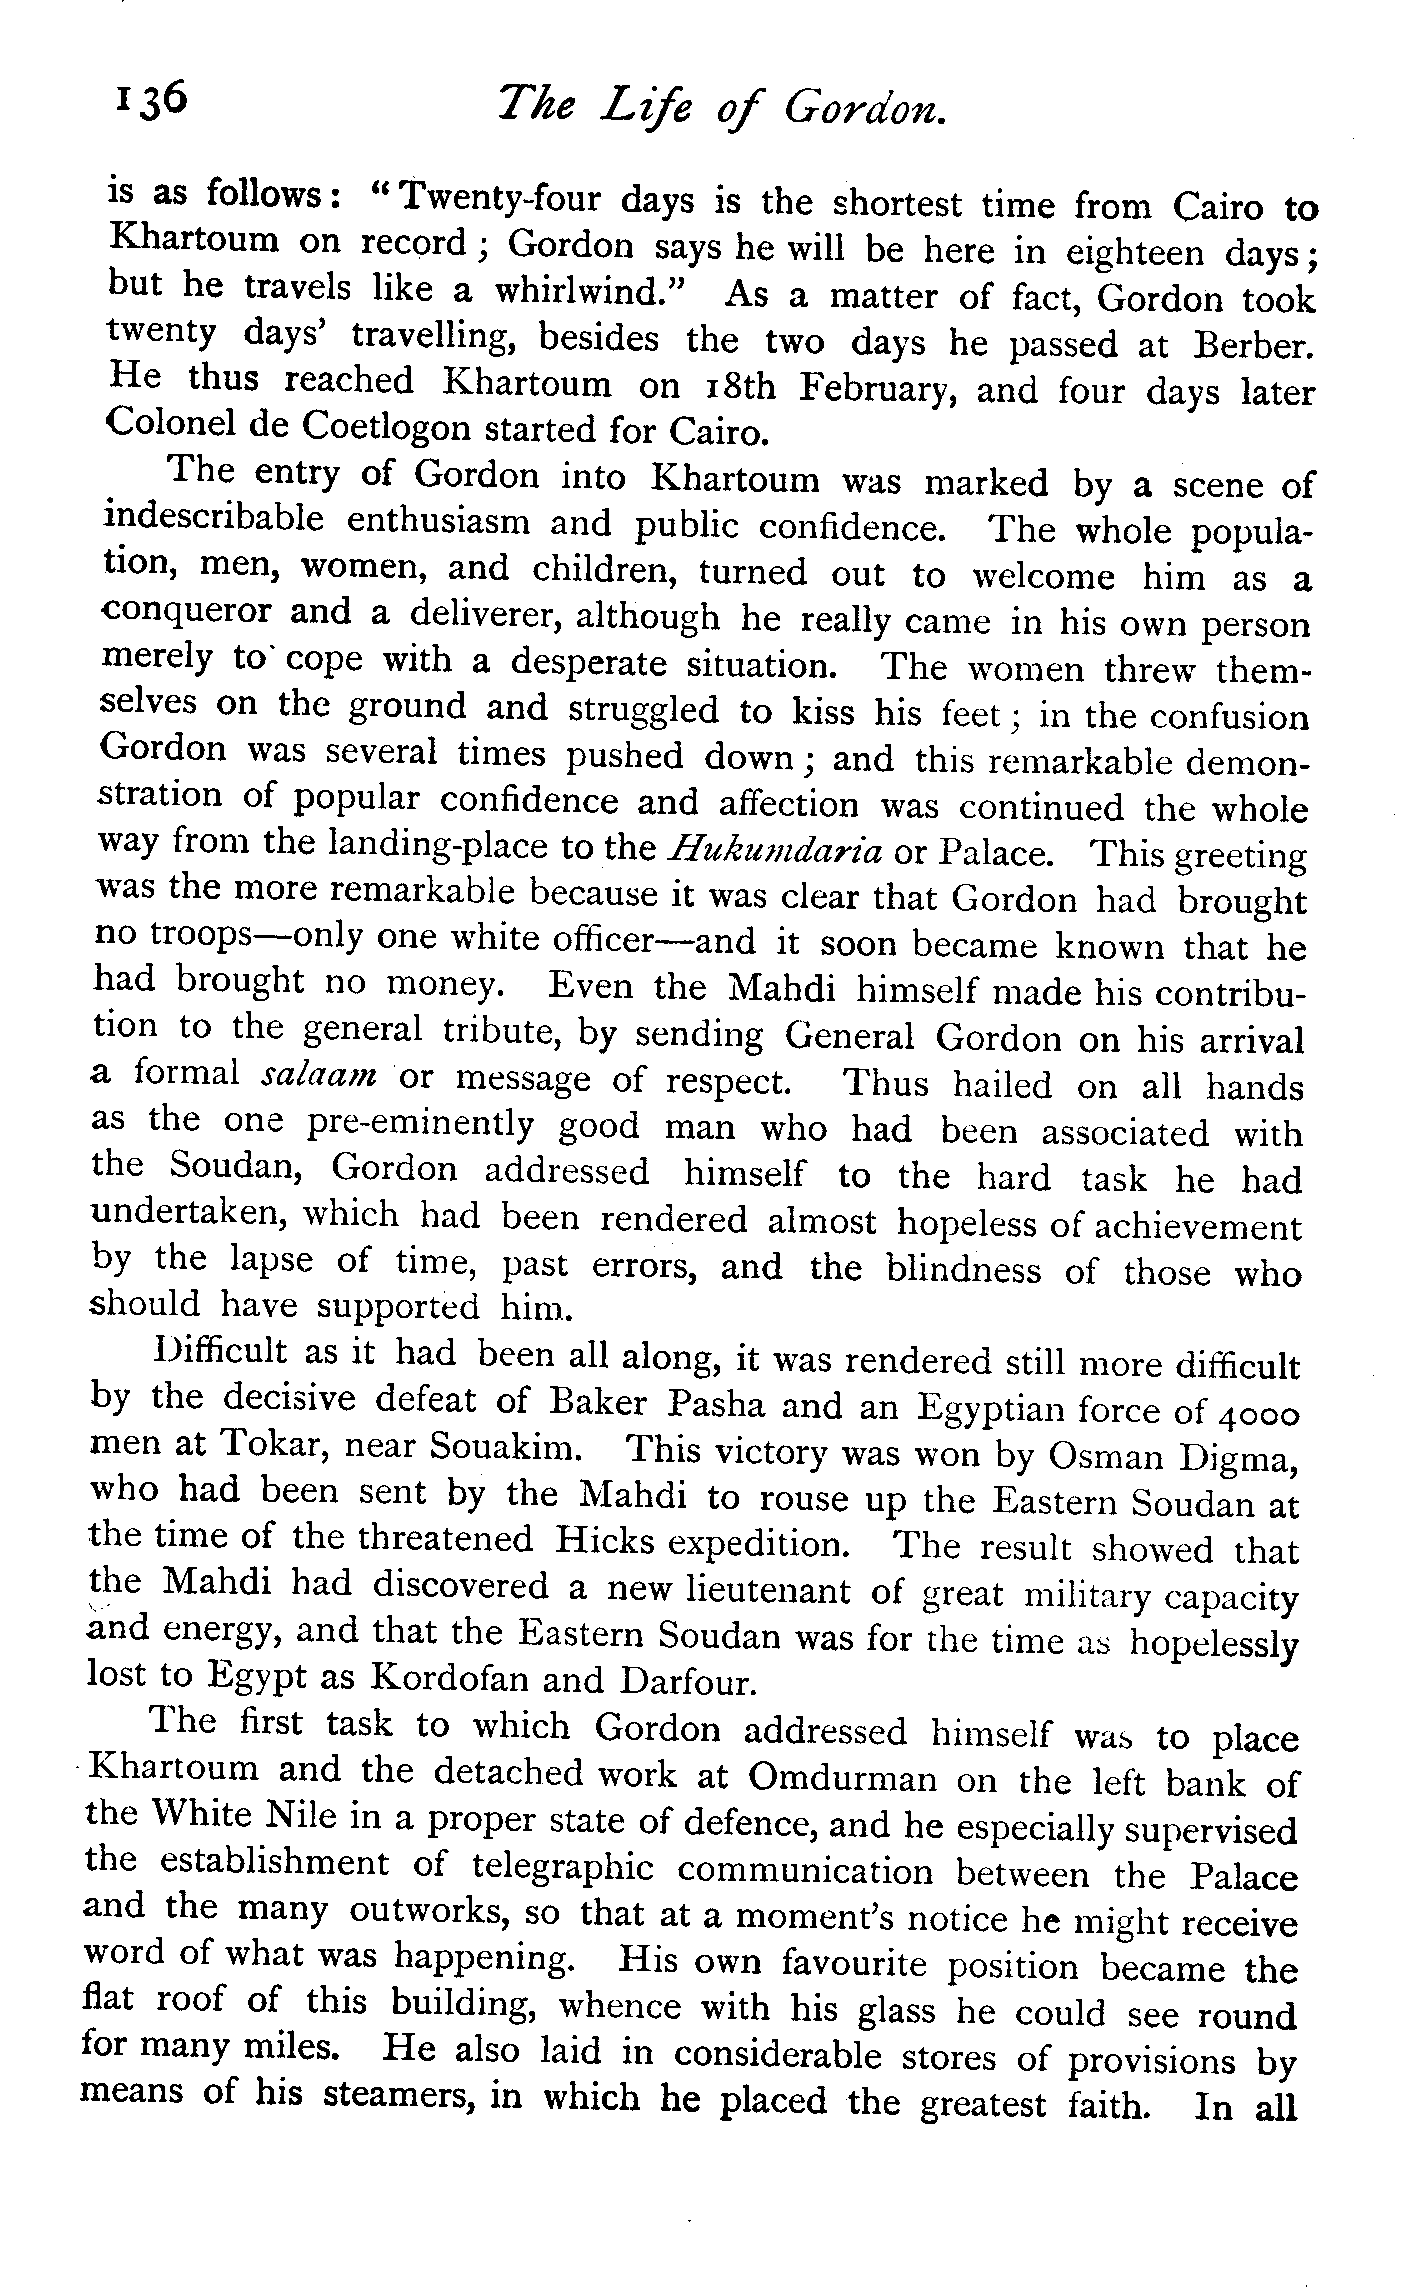 136 The Life of Gordon.
is as follows: "Twenty-four days is the shortest time from Cairo to
Khartoum on record; Gordon says he will be here in eighteen days;
but he travels like a whirlwind." As a matter of fact, Gordon took
twenty days' travelling, besides the two days he passed at Berber.
He thus reached Khartoum on 18th February, and four days later
Colonel de Coetlogon started for Cairo.
The entry of Gordon into Khartoum was marked by a scene of
indescribable enthusiasm and public confidence. The whole popula-
tion, men, women, and children, turned out to welcome him as a
conqueror and a deliverer, although he really came in his own person
merely to cope with a desperate situation. The women threw them-
selves on the ground and struggled to kiss his feet; in the confusion
Gordon was several times pushed down; and this remarkable demon-
stration of popular confidence and affection was continued the whole
way from the landing-place to the Hukumdaria or Palace. This greeting
was the more remarkable because it was clear that Gordon had brought
no troops—only one white officer—and it soon became known that he
had brought no money. Even the Mahdi himself made his contribu-
tion to the general tribute, by sending General Gordon on his arrival
a formal salaam or message of respect. Thus hailed on all hands
as the one pre-eminently good man who had been associated with
the Soudan, Gordon addressed himself to the hard task he had
undertaken, which had been rendered almost hopeless of achievement
by the lapse of time, past errors, and the blindness of those who
should have supported him.
Difficult as it had been all along, it was rendered still more difficult
by the decisive defeat of Baker Pasha and an Egyptian force of 4000
men at Tokar, near Souakim. This victory was won by Osman Digma,
who had been sent by the Mahdi to rouse up the Eastern Soudan at
the time of the threatened Hicks expedition. The result showed that
the Mahdi had discovered a new lieutenant of great military capacity
and energy, and that the Eastern Soudan was for the time as hopelessly
lost to Egypt as Kordofan and Darfour.
The first task to which Gordon addressed himself was to place
Khartoum and the detached work at Omdurman on the left bank of
the White Nile in a proper state of defence, and he especially supervised
the establishment of telegraphic communication between the Palace
and the many outworks, so that at a moment's notice he might receive
word of what was happening. His own favourite position became the
flat roof of this building, whence with his glass he could see round
for many miles. He also laid in considerable stores of provisions by
means of his steamers, in which he placed the greatest faith. In all